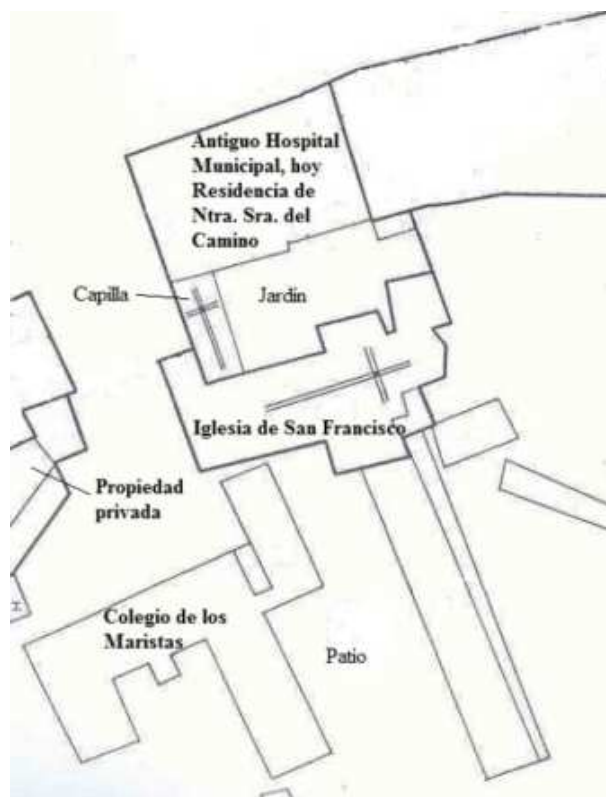 Antiguo Hospital
Municipal, hoy
Residencia de
Ntra. Sra. del
Camino
Capilla
Jardín
Iglesia de San Francisco
Propiedad
privada
Colegio de los
Maristas
Patio